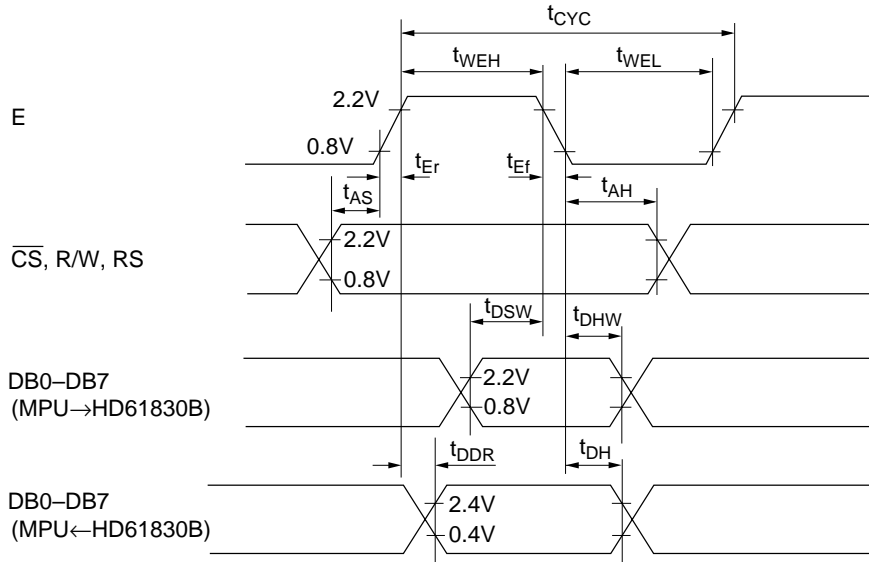 tCYC
tWEH tWEL
E 2.2V
0.8V
tEr tEf
tAS tAH
CS, R/W, RS 2.2V
0.8V
tDSW tDHW
DB0–DB7 2.2V
(MPU→HD61830B) 0.8V
tDDR tDH
DB0–DB7 2.4V
(MPU←HD61830B) 0.4V